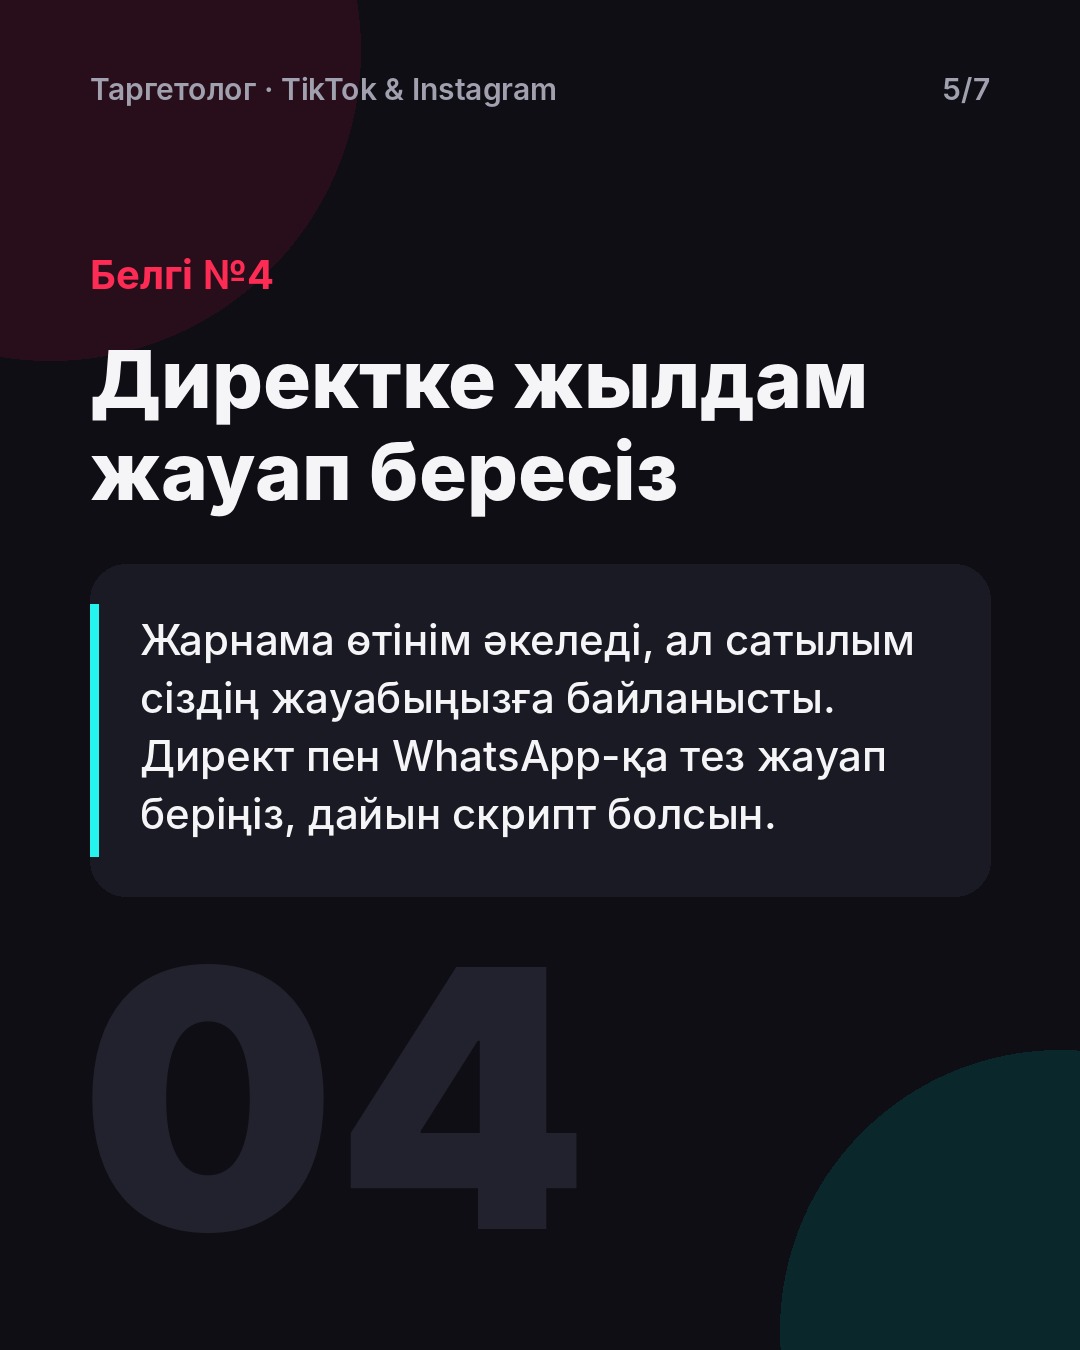 Таргетолог · TikTok & Instagram
5/7
Белгі №4
Директке жылдам
жауап бересіз
Жарнама өтінім әкеледі, ал сатылым
сіздің жауабыңызға байланысты.
Директ пен WhatsApp-қа тез жауап
беріңіз, дайын скрипт болсын.
04